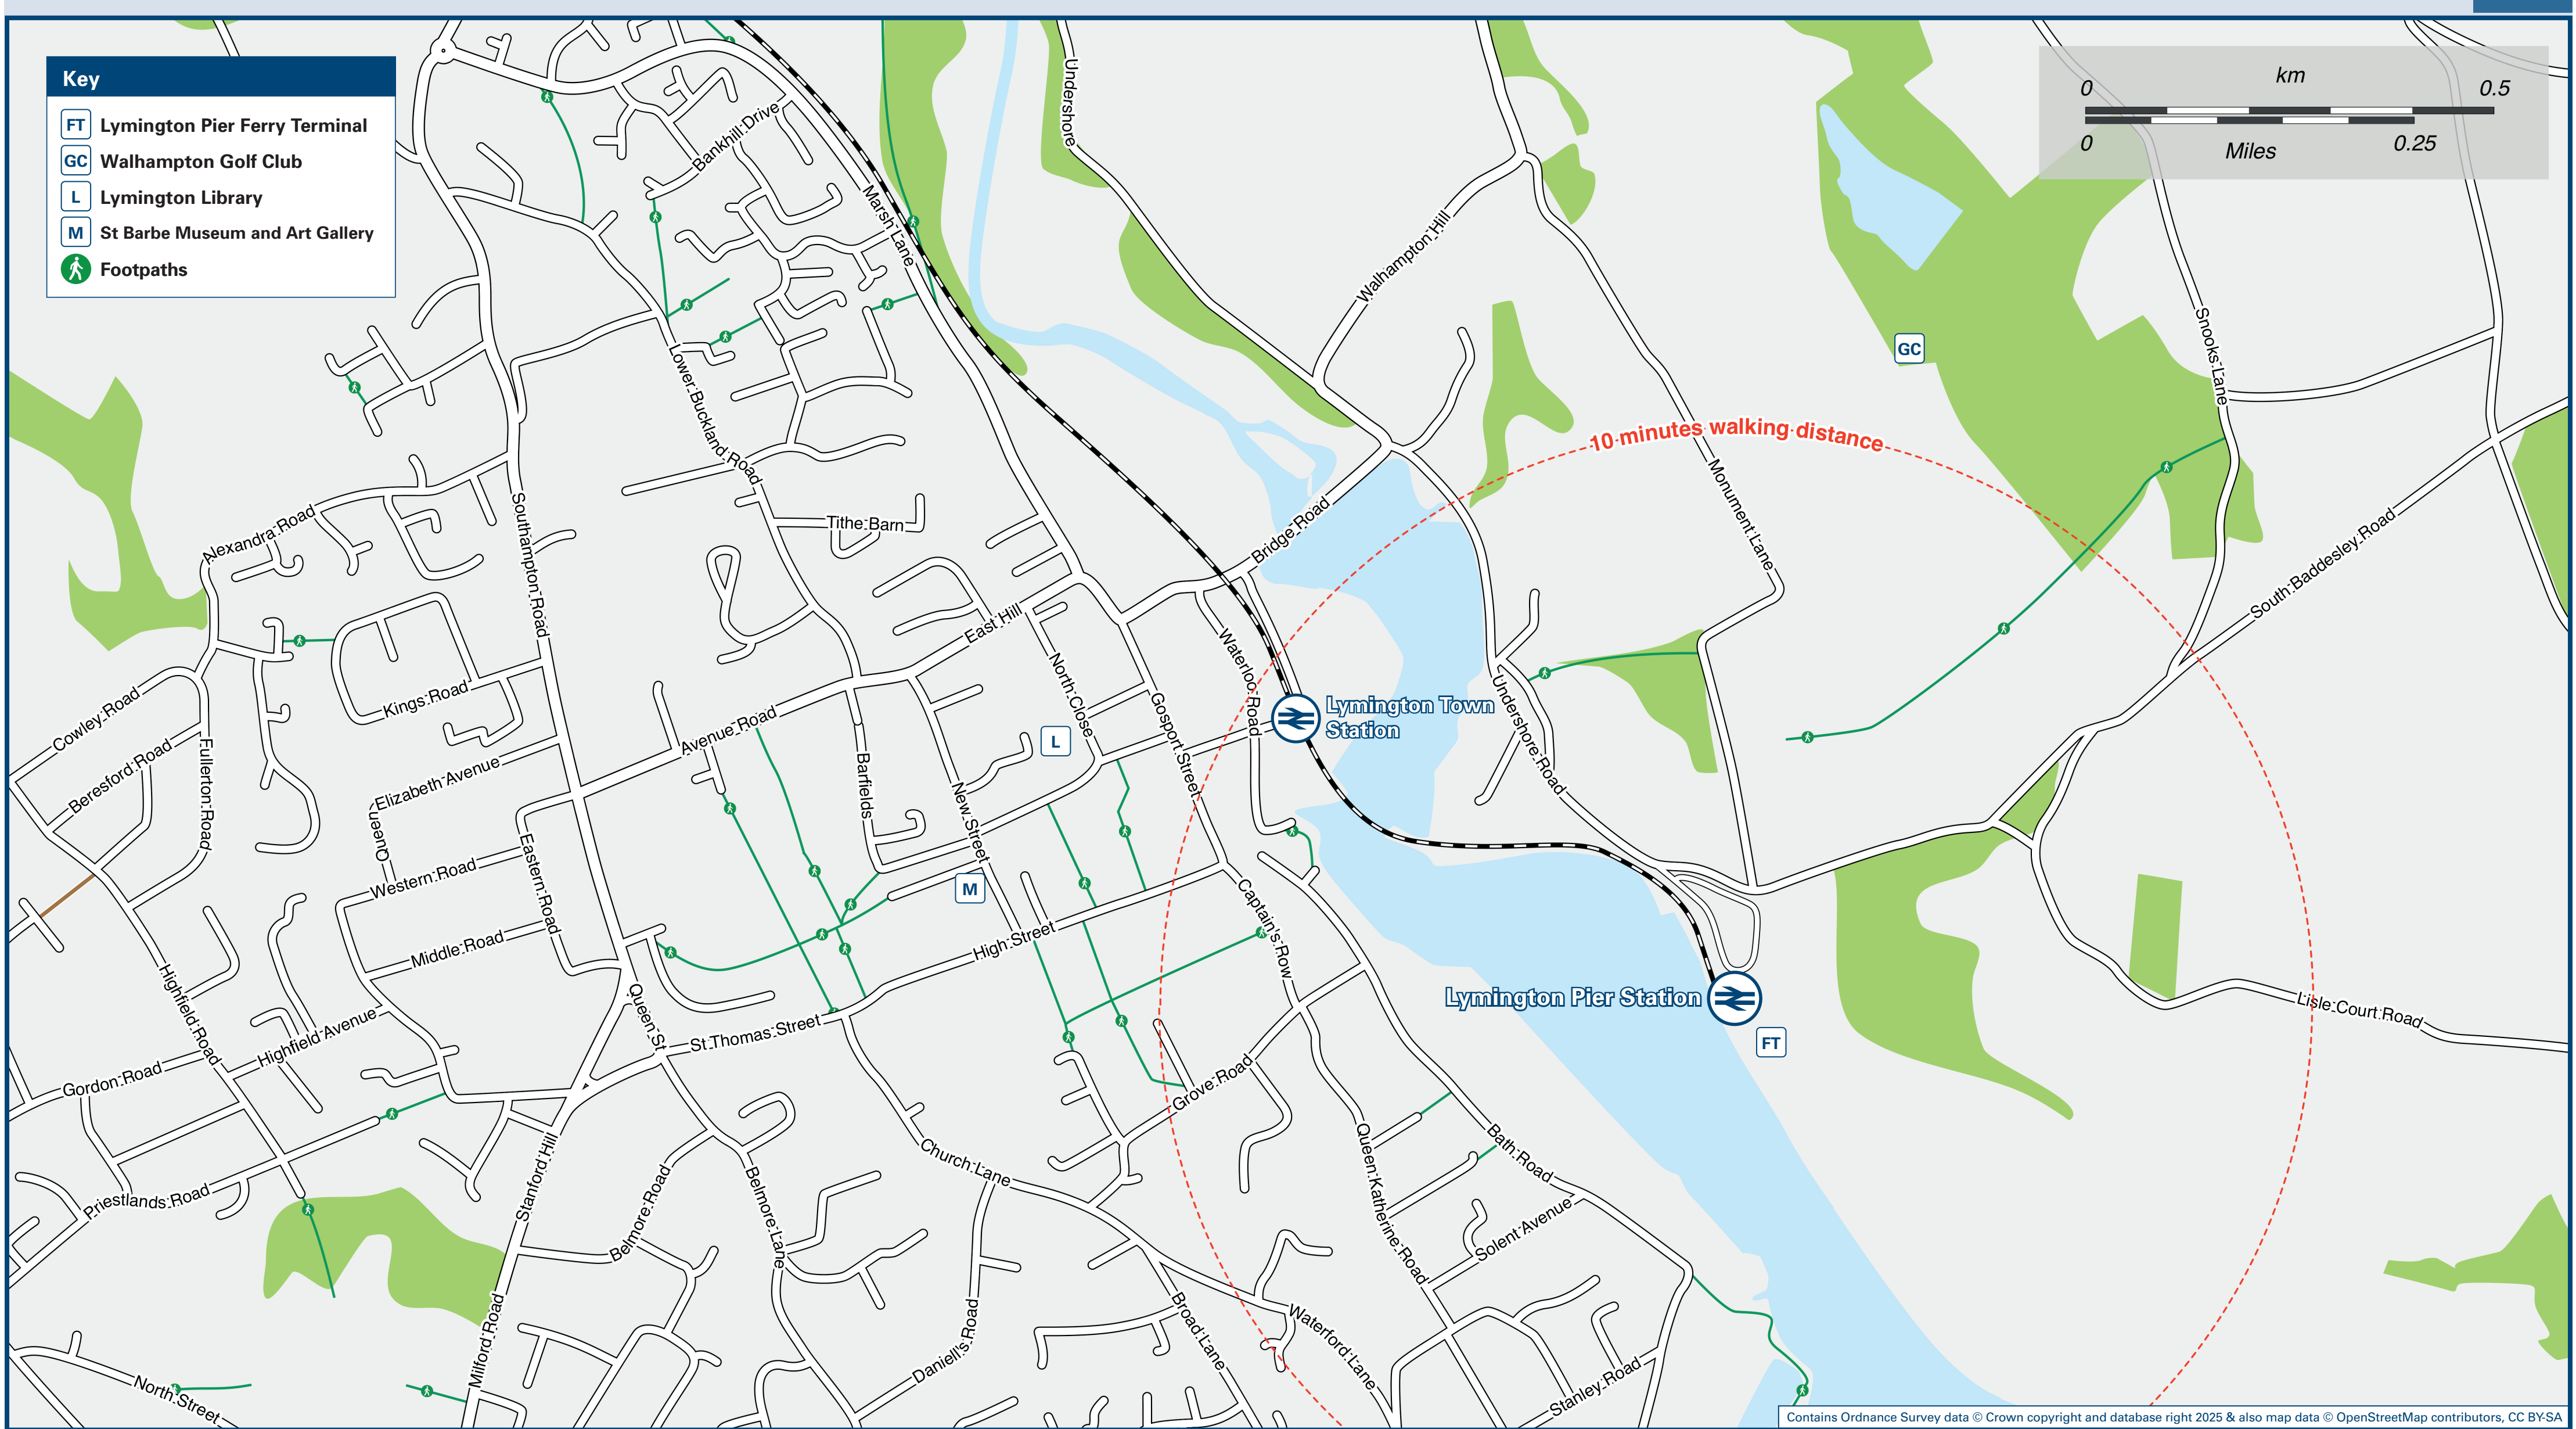 Key
FT Lymington Pier Ferry Terminal
GC Walhampton Golf Club
L Lymington Library
M St Barbe Museum and Art Gallery
Footpaths
km
0 0.5
0 0.25
Miles
Undershore
Bankhill Drive
Marsh Lane
Walhampton Hill
Snooks Lane
GC
Lower Buckland Road
10 minutes walking distance
Monument Lane
Southampton Road
Alexandra Road
Tithe Barn
Bridge Road
South Baddesley Road
East Hill
Waterloo Road
North Close
Gosport Street
Lymington Town
Station
Undershore Road
Cowley Road
Kings Road
Beresford Road
Fullerton Road
Elizabeth Avenue
Queen
Avenue Road
Barfields
New Street
L
Western Road
Eastern Road
Middle Road
M
High Street
Captain's Row
Highfield Road
Queen St
St Thomas Street
Lymington Pier Station
FT
Lisle Court Road
Highfield Avenue
Gordon Road
Grove Road
Church Lane
Queen Katherine Road
Bath Road
Solent Avenue
Priestlands Road
Stanford Hill
Belmore Road
Belmore Lane
Milford Road
Daniell's Road
Broad Lane
Waterford Lane
Stanley Road
North Street
Contains Ordnance Survey data © Crown copyright and database right 2025 & also map data © OpenStreetMap contributors, CC BY-SA